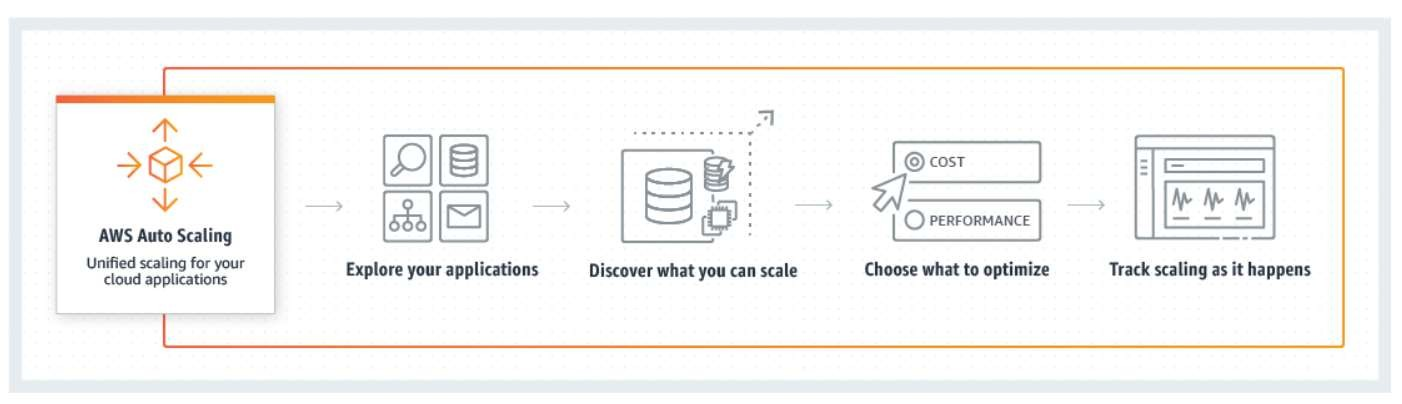 AWS Auto Scaling
Unified scaling for your
cloud applications
Explore your applications
Discover what you can scale
COST
PERFORMANCE
Choose what to optimize
Track scaling as it happens